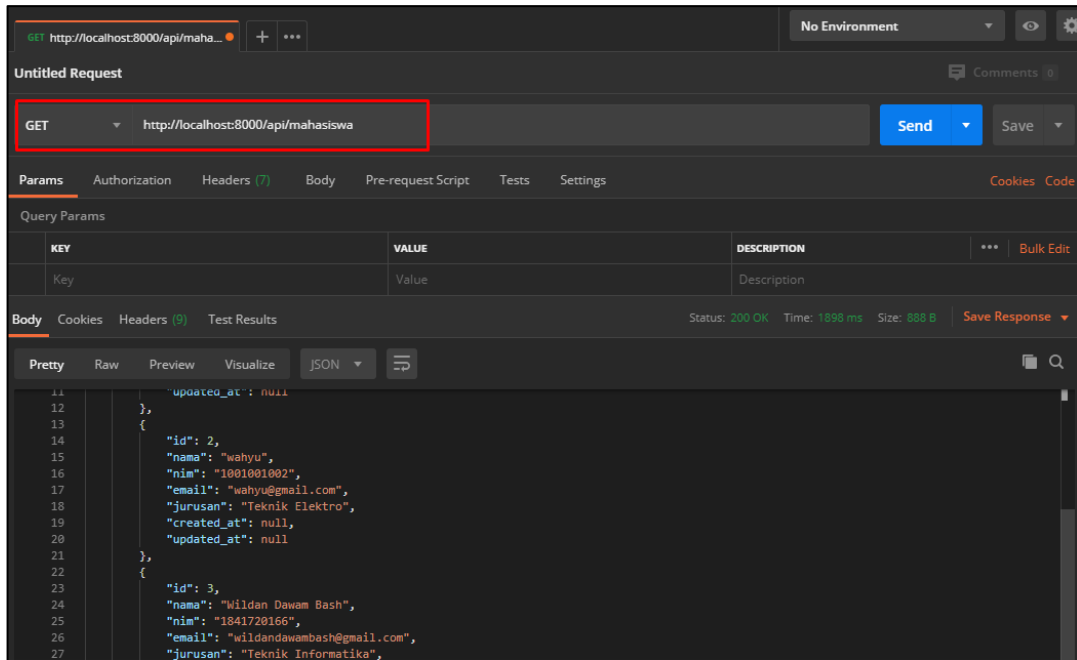 GET http://localhost:8000/api/maha... + •••
No Environment
Untitled Request
Comments 0
GET http://localhost:8000/api/mahasiswa
Send Save
Params Authorization Headers (7) Body Pre-request Script Tests Settings Cookies Code
Query Params
KEY VALUE DESCRIPTION ••• Bulk Edit
Key Value Description
Body Cookies Headers (9) Test Results Status: 200 OK Time: 1898 ms Size: 888 B Save Response
Pretty Raw Preview Visualize JSON
11 "updated_at": null
12 },
13 {
14 "id": 2,
15 "nama": "wahyu",
16 "nim": "1001001002",
17 "email": "wahyu@gmail.com",
18 "jurusan": "Teknik Elektro",
19 "created_at": null,
20 "updated_at": null
21 },
22 {
23 "id": 3,
24 "nama": "Wildan Dawam Bash",
25 "nim": "1841720166",
26 "email": "wildandawambash@gmail.com",
27 "jurusan": "Teknik Informatika",